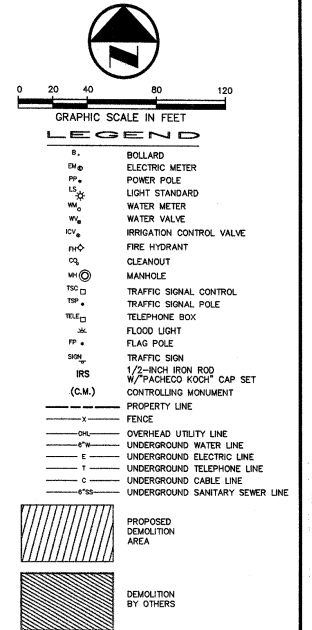 0 20 40 80 120
GRAPHIC SCALE IN FEET
LEGEND
B. BOLLARD
EM ELECTRIC METER
PP POWER POLE
LS LIGHT STANDARD
WM WATER METER
WV WATER VALVE
ICV IRRIGATION CONTROL VALVE
FH FIRE HYDRANT
CO CLEANOUT
MH MANHOLE
TSC TRAFFIC SIGNAL CONTROL
TSP TRAFFIC SIGNAL POLE
TELE TELEPHONE BOX
FLOOD LIGHT
FP FLAG POLE
SIGN TRAFFIC SIGN
IRS 1/2-INCH IRON ROD
W/"PACHECO KOCH" CAP SET
(C.M.) CONTROLLING MONUMENT
PROPERTY LINE
X FENCE
OHL OVERHEAD UTILITY LINE
6"W UNDERGROUND WATER LINE
E UNDERGROUND ELECTRIC LINE
T UNDERGROUND TELEPHONE LINE
C UNDERGROUND CABLE LINE
6"SS UNDERGROUND SANITARY SEWER LINE
PROPOSED
DEMOLITION
AREA
DEMOLITION
BY OTHERS